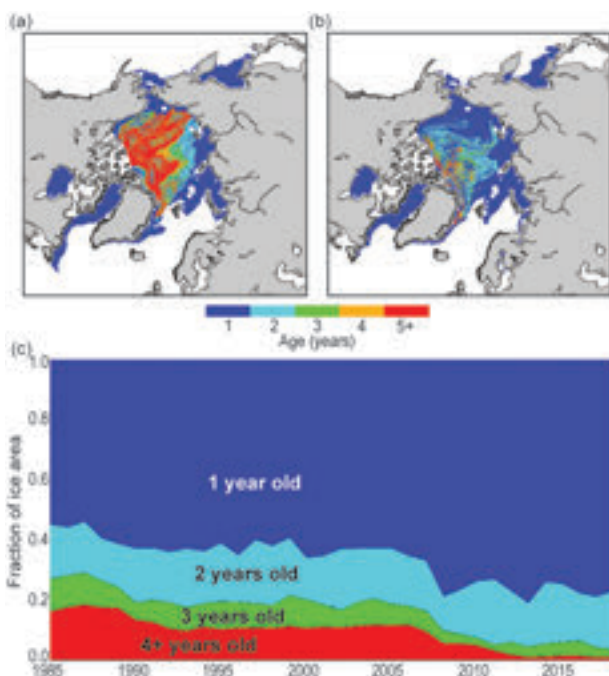 (a) (b)
1 2 3 4 5+
Age (years)
(c)
1.0
0.8
0.6
0.4
0.2
0.0
Fraction of ice area
1 year old
2 years old
3 years old
4+ years old
1985 1990 1995 2000 2005 2010 2015